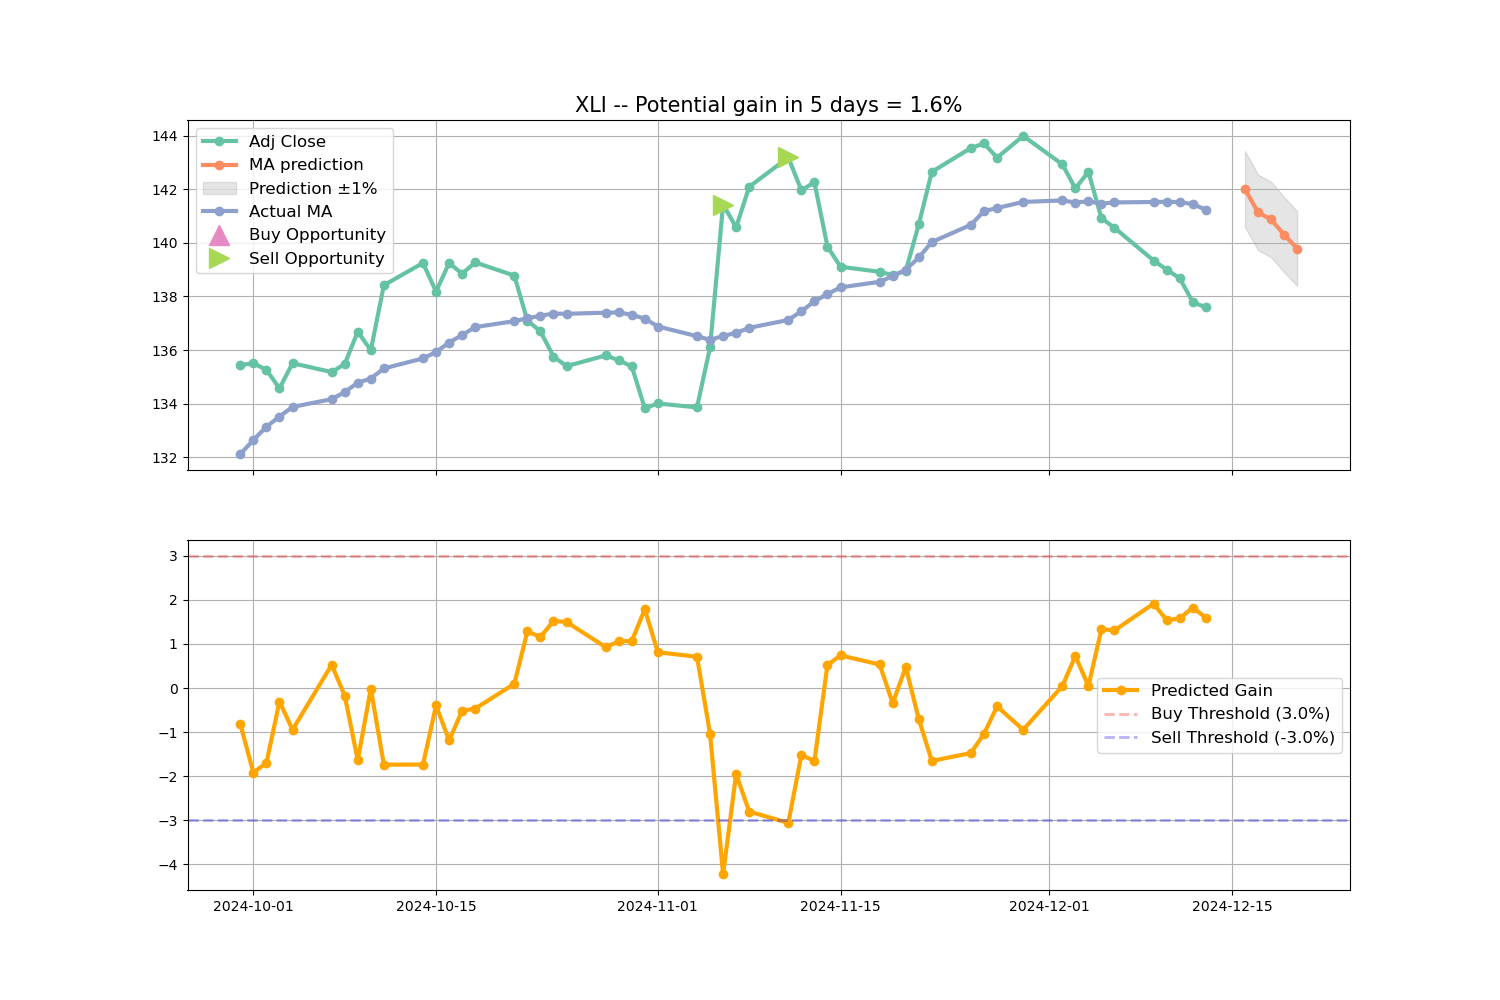 XLI -- Potential gain in 5 days = 1.6%
Adj Close
MA prediction
Prediction ±1%
Actual MA
Buy Opportunity
Sell Opportunity
144
142
140
138
136
134
132
3
2
1
0
−1
−2
−3
−4
Predicted Gain
Buy Threshold (3.0%)
Sell Threshold (-3.0%)
2024-10-01
2024-10-15
2024-11-01
2024-11-15
2024-12-01
2024-12-15